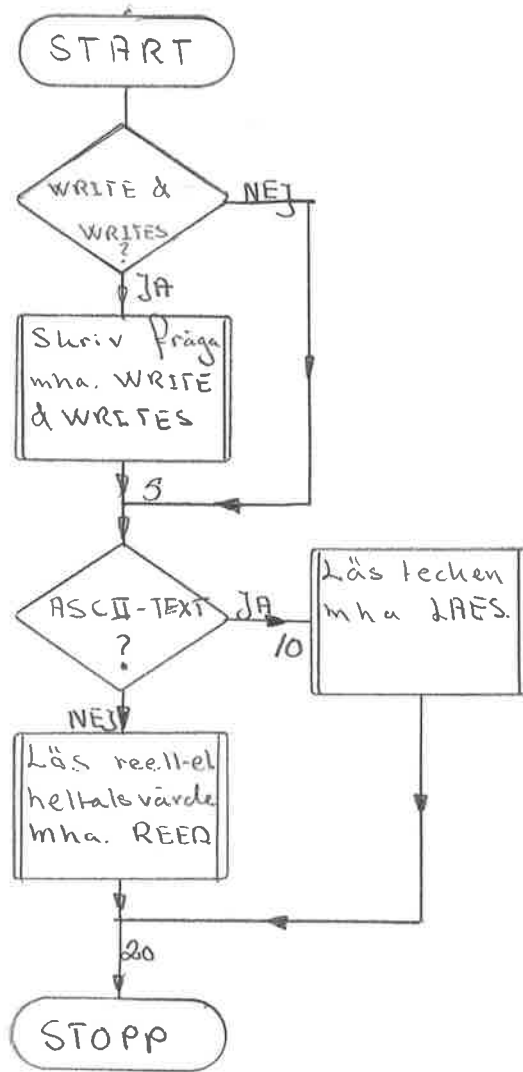 START
WRITE &
WRITES
?
NEJ
JA
Skriv fråga
mha. WRITE
& WRITES
5
ASCII-TEXT
?
JA
10
Läs tecken
mha LAES.
NEJ
Läs reell-el
heltalsvärde
mha. REED
20
STOPP